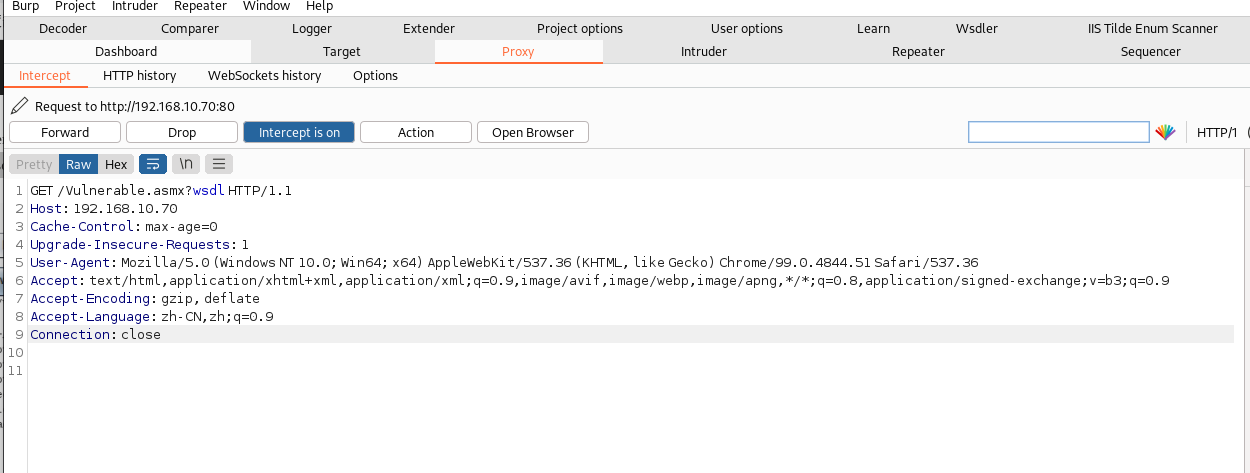 Burp Project Intruder Repeater Window Help
Decoder Comparer Logger Extender Project options User options Learn Wsdler IIS Tilde Enum Scanner
Dashboard Target Proxy Intruder Repeater Sequencer
Intercept HTTP history WebSockets history Options
Request to http://192.168.10.70:80
Forward Drop Intercept is on Action Open Browser HTTP/1
Pretty Raw Hex \n
1 GET /Vulnerable.asmx?wsdl HTTP/1.1
2 Host: 192.168.10.70
3 Cache-Control: max-age=0
4 Upgrade-Insecure-Requests: 1
5 User-Agent: Mozilla/5.0 (Windows NT 10.0; Win64; x64) AppleWebKit/537.36 (KHTML, like Gecko) Chrome/99.0.4844.51 Safari/537.36
6 Accept: text/html,application/xhtml+xml,application/xml;q=0.9,image/avif,image/webp,image/apng,*/*;q=0.8,application/signed-exchange;v=b3;q=0.9
7 Accept-Encoding: gzip, deflate
8 Accept-Language: zh-CN,zh;q=0.9
9 Connection: close
10
11